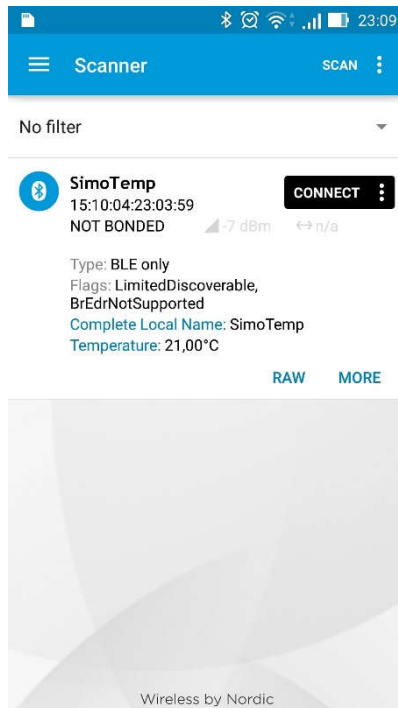 23:09
Scanner SCAN
No filter
SimoTemp
15:10:04:23:03:59
CONNECT
NOT BONDED -7 dBm n/a
Type: BLE only
Flags: LimitedDiscoverable,
BrEdrNotSupported
Complete Local Name: SimoTemp
Temperature: 21,00°C
RAW MORE
Wireless by Nordic